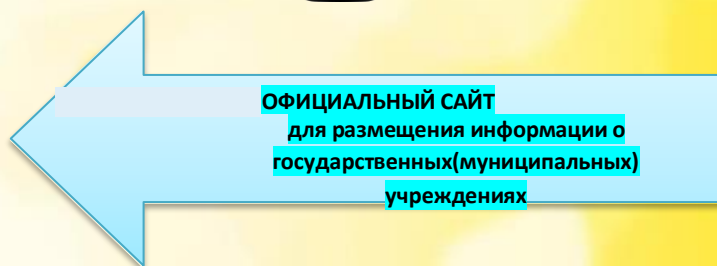 ОФИЦИАЛЬНЫЙ САЙТ
для размещения информации о
государственных(муниципальных)
учреждениях